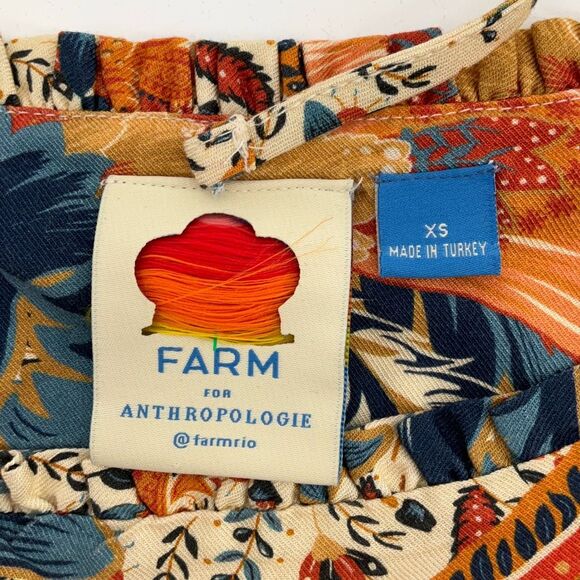 FARM
FOR
ANTHROPOLOGIE
@farmrio
XS
MADE IN TURKEY